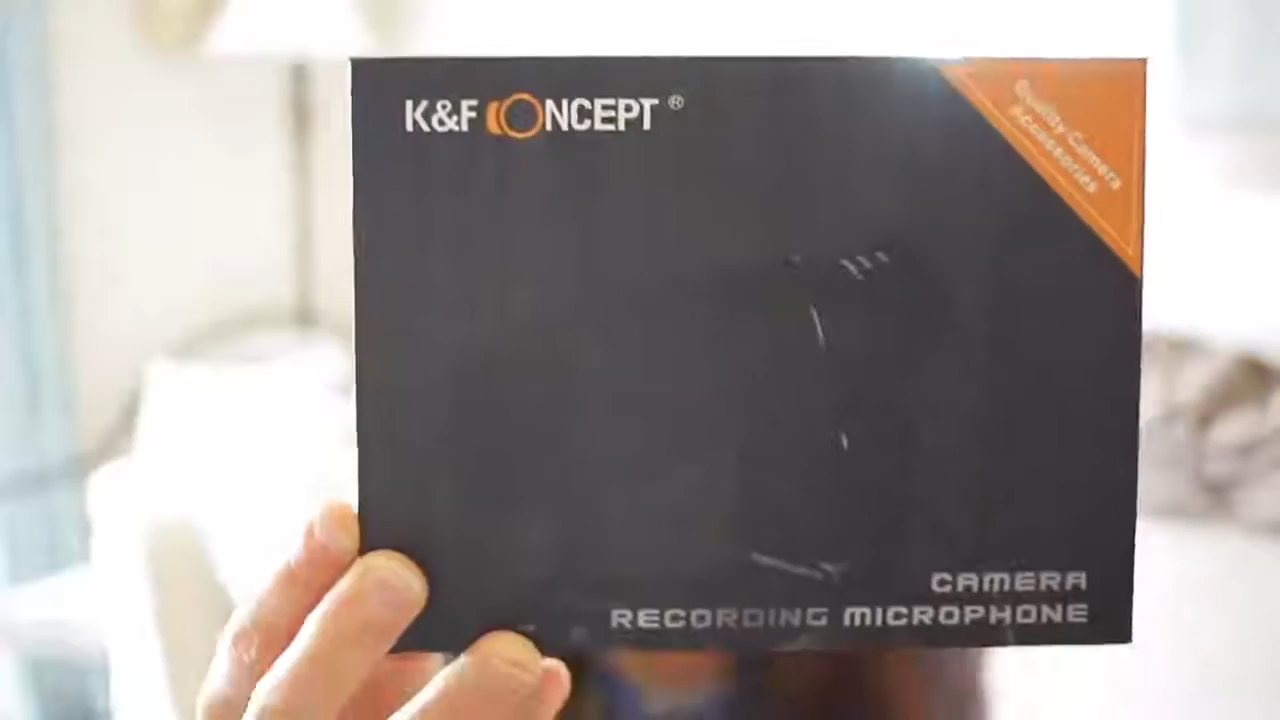 K&F CONCEPT ®
Quality Camera
Accessories
CAMERA
RECORDING MICROPHONE